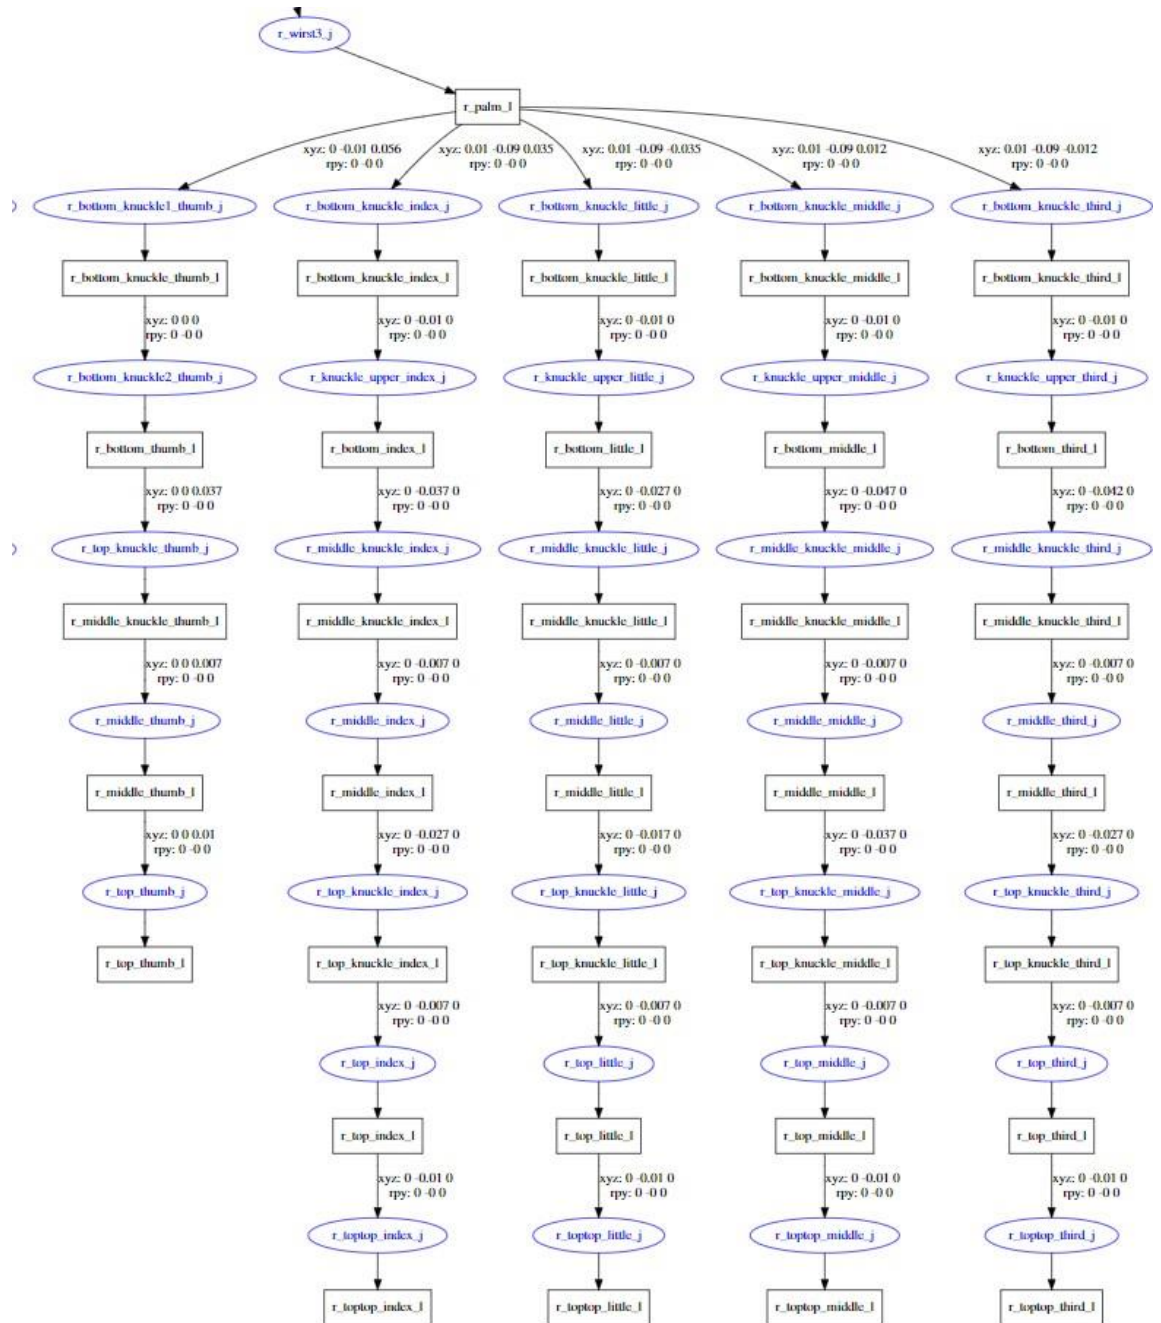 r_wirst3_j
r_palm_l
xyz: 0 -0.01 0.056
rpy: 0 -0 0
xyz: 0.01 -0.09 0.035
rpy: 0 -0 0
xyz: 0.01 -0.09 -0.035
rpy: 0 -0 0
xyz: 0.01 -0.09 0.012
rpy: 0 -0 0
xyz: 0.01 -0.09 -0.012
rpy: 0 -0 0
r_bottom_knuckle1_thumb_j
r_bottom_knuckle_index_j
r_bottom_knuckle_little_j
r_bottom_knuckle_middle_j
r_bottom_knuckle_third_j
r_bottom_knuckle_thumb_l
r_bottom_knuckle_index_l
r_bottom_knuckle_little_l
r_bottom_knuckle_middle_l
r_bottom_knuckle_third_l
xyz: 0 0 0
rpy: 0 -0 0
xyz: 0 -0.01 0
rpy: 0 -0 0
xyz: 0 -0.01 0
rpy: 0 -0 0
xyz: 0 -0.01 0
rpy: 0 -0 0
xyz: 0 -0.01 0
rpy: 0 -0 0
r_bottom_knuckle2_thumb_j
r_knuckle_upper_index_j
r_knuckle_upper_little_j
r_knuckle_upper_middle_j
r_knuckle_upper_third_j
r_bottom_thumb_l
r_bottom_index_l
r_bottom_little_l
r_bottom_middle_l
r_bottom_third_l
xyz: 0 0 0.037
rpy: 0 -0 0
xyz: 0 -0.037 0
rpy: 0 -0 0
xyz: 0 -0.027 0
rpy: 0 -0 0
xyz: 0 -0.047 0
rpy: 0 -0 0
xyz: 0 -0.042 0
rpy: 0 -0 0
r_top_knuckle_thumb_j
r_middle_knuckle_index_j
r_middle_knuckle_little_j
r_middle_knuckle_middle_j
r_middle_knuckle_third_j
r_middle_knuckle_thumb_l
r_middle_knuckle_index_l
r_middle_knuckle_little_l
r_middle_knuckle_middle_l
r_middle_knuckle_third_l
xyz: 0 0 0.007
rpy: 0 -0 0
xyz: 0 -0.007 0
rpy: 0 -0 0
xyz: 0 -0.007 0
rpy: 0 -0 0
xyz: 0 -0.007 0
rpy: 0 -0 0
xyz: 0 -0.007 0
rpy: 0 -0 0
r_middle_thumb_j
r_middle_index_j
r_middle_little_j
r_middle_middle_j
r_middle_third_j
r_middle_thumb_l
r_middle_index_l
r_middle_little_l
r_middle_middle_l
r_middle_third_l
xyz: 0 0 0.01
rpy: 0 -0 0
xyz: 0 -0.027 0
rpy: 0 -0 0
xyz: 0 -0.017 0
rpy: 0 -0 0
xyz: 0 -0.037 0
rpy: 0 -0 0
xyz: 0 -0.027 0
rpy: 0 -0 0
r_top_thumb_j
r_top_knuckle_index_j
r_top_knuckle_little_j
r_top_knuckle_middle_j
r_top_knuckle_third_j
r_top_thumb_l
r_top_knuckle_index_l
r_top_knuckle_little_l
r_top_knuckle_middle_l
r_top_knuckle_third_l
xyz: 0 -0.007 0
rpy: 0 -0 0
xyz: 0 -0.007 0
rpy: 0 -0 0
xyz: 0 -0.007 0
rpy: 0 -0 0
xyz: 0 -0.007 0
rpy: 0 -0 0
r_top_index_j
r_top_little_j
r_top_middle_j
r_top_third_j
r_top_index_l
r_top_little_l
r_top_middle_l
r_top_third_l
xyz: 0 -0.01 0
rpy: 0 -0 0
xyz: 0 -0.01 0
rpy: 0 -0 0
xyz: 0 -0.01 0
rpy: 0 -0 0
xyz: 0 -0.01 0
rpy: 0 -0 0
r_toptop_index_j
r_toptop_little_j
r_toptop_middle_j
r_toptop_third_j
r_toptop_index_l
r_toptop_little_l
r_toptop_middle_l
r_toptop_third_l